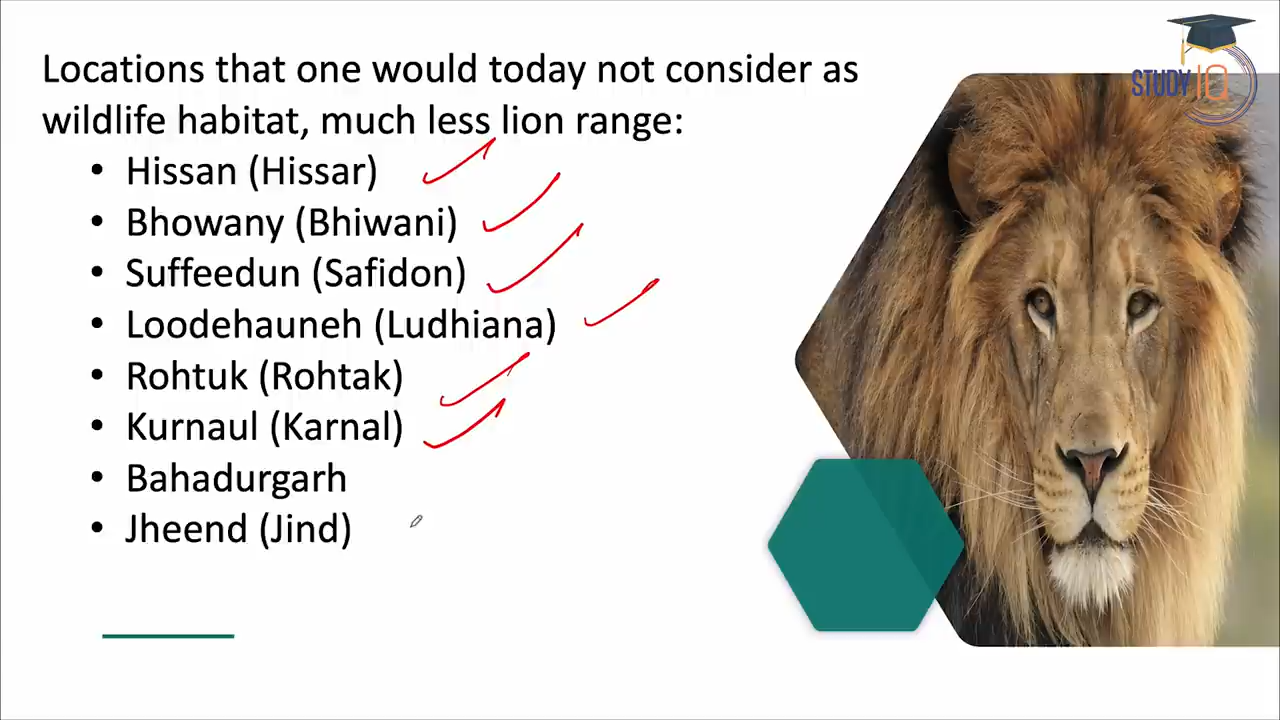 Locations that one would today not consider as
wildlife habitat, much less lion range:
• Hissan (Hissar)
• Bhowany (Bhiwani)
• Suffeedun (Safidon)
• Loodehauneh (Ludhiana)
• Rohtuk (Rohtak)
• Kurnaul (Karnal)
• Bahadurgarh
• Jheend (Jind)
STUDY IQ